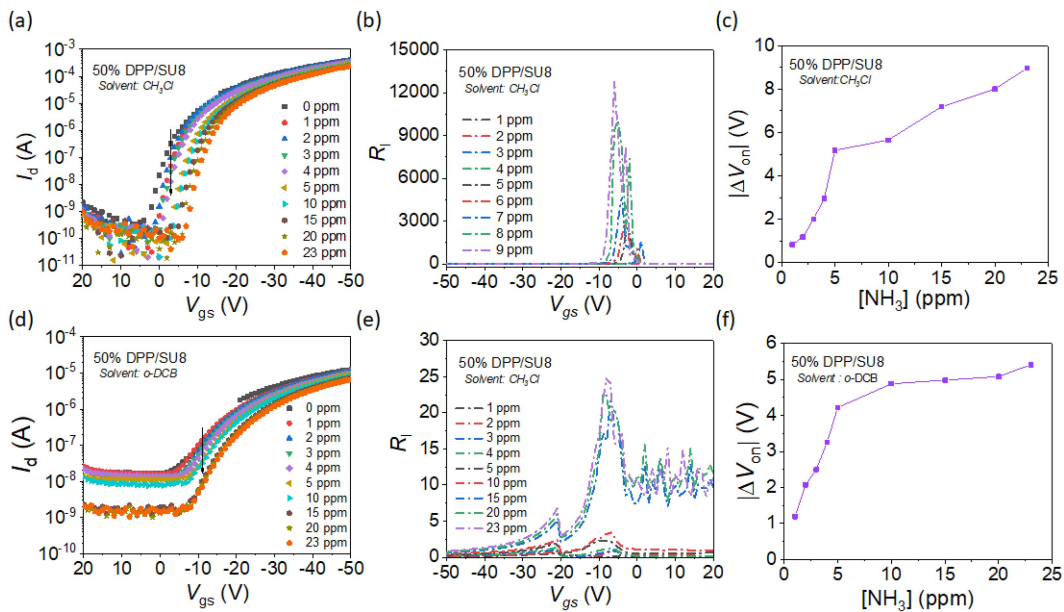 (a)
10⁻³
10⁻⁴
10⁻⁵
10⁻⁶
10⁻⁷
10⁻⁸
10⁻⁹
10⁻¹⁰
10⁻¹¹
I_d (A)
50% DPP/SU8
Solvent: CH₃Cl
0 ppm
1 ppm
2 ppm
3 ppm
4 ppm
5 ppm
10 ppm
15 ppm
20 ppm
23 ppm
20 10 0 -10 -20 -30 -40 -50
V_gs (V)
(b)
15000
12000
9000
6000
3000
0
R_I
50% DPP/SU8
Solvent: CH₃Cl
1 ppm
2 ppm
3 ppm
4 ppm
5 ppm
6 ppm
7 ppm
8 ppm
9 ppm
-50 -40 -30 -20 -10 0 10 20
V_gs (V)
(c)
10
8
6
4
2
0
|ΔV_on| (V)
50% DPP/SU8
Solvent:CH₃Cl
0 5 10 15 20 25
[NH₃] (ppm)
(d)
10⁻⁴
10⁻⁵
10⁻⁶
10⁻⁷
10⁻⁸
10⁻⁹
10⁻¹⁰
I_d (A)
50% DPP/SU8
Solvent: o-DCB
0 ppm
1 ppm
2 ppm
3 ppm
4 ppm
5 ppm
10 ppm
15 ppm
20 ppm
23 ppm
20 10 0 -10 -20 -30 -40 -50
V_gs (V)
(e)
30
25
20
15
10
5
0
R_I
50% DPP/SU8
Solvent: CH₃Cl
1 ppm
2 ppm
3 ppm
4 ppm
5 ppm
10 ppm
15 ppm
20 ppm
23 ppm
-50 -40 -30 -20 -10 0 10 20
V_gs (V)
(f)
6
5
4
3
2
1
0
|ΔV_on| (V)
50% DPP/SU8
Solvent : o-DCB
0 5 10 15 20 25
[NH₃] (ppm)